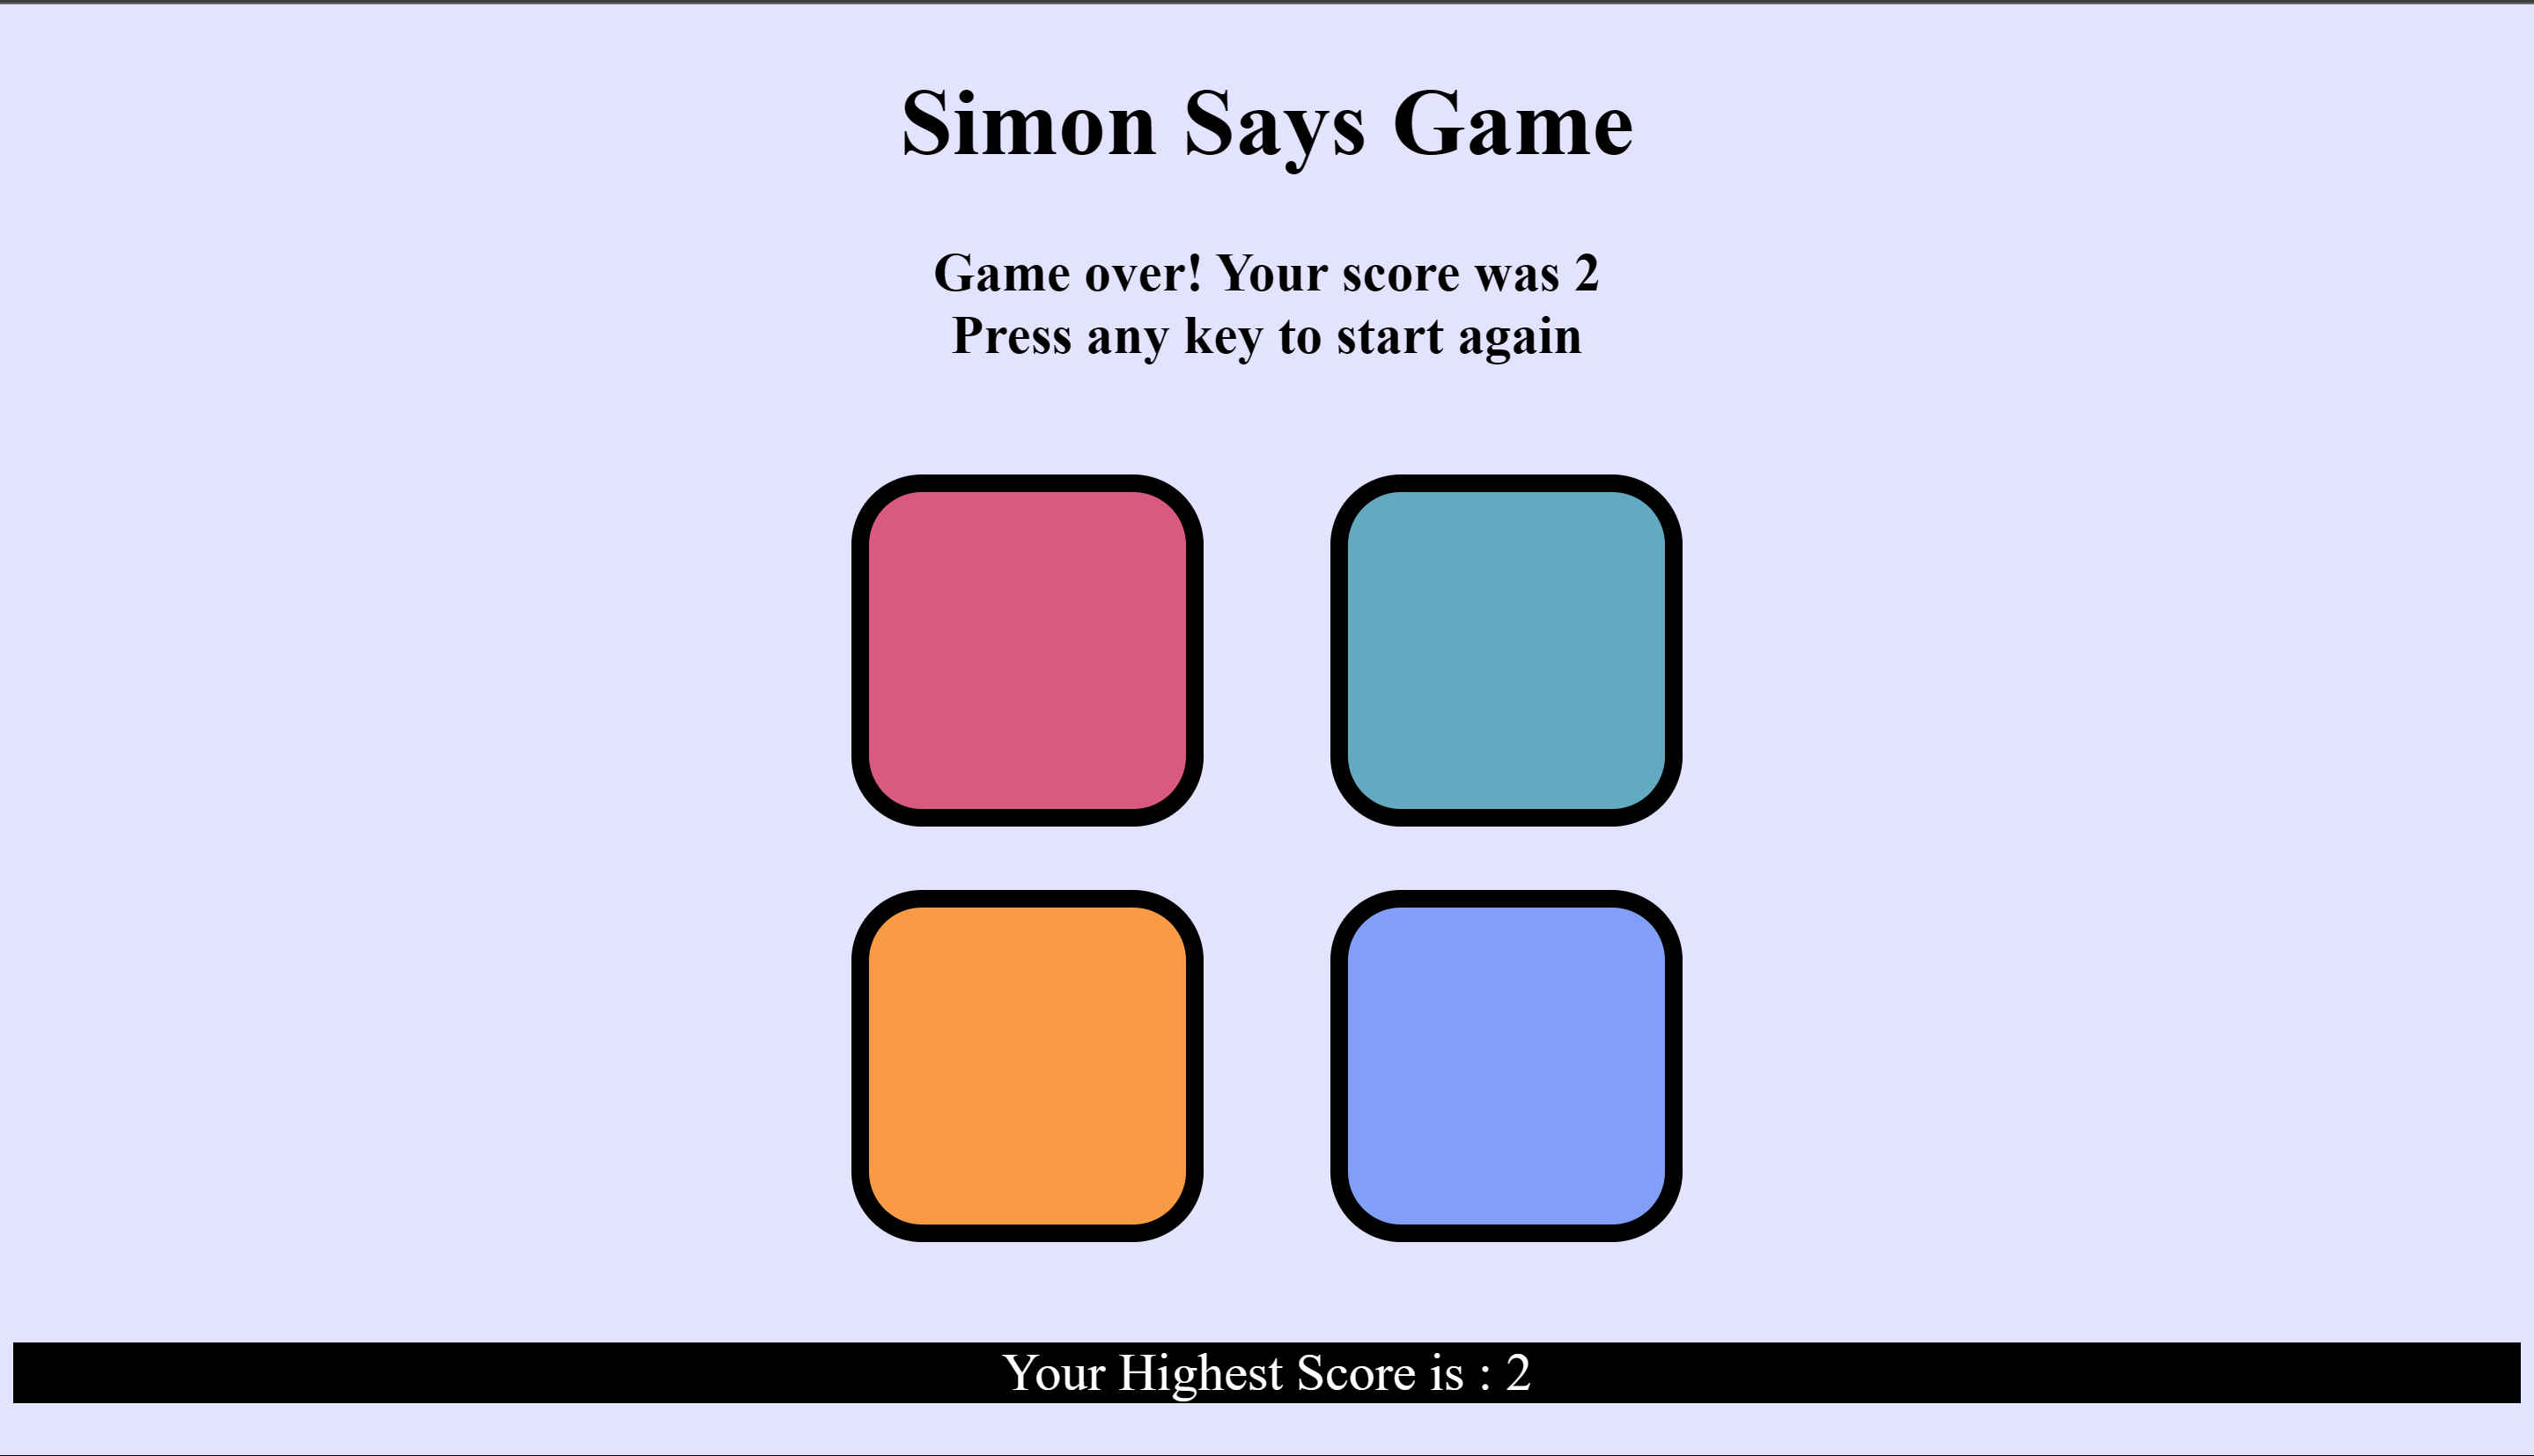 Simon Says Game
Game over! Your score was 2
Press any key to start again
Your Highest Score is : 2